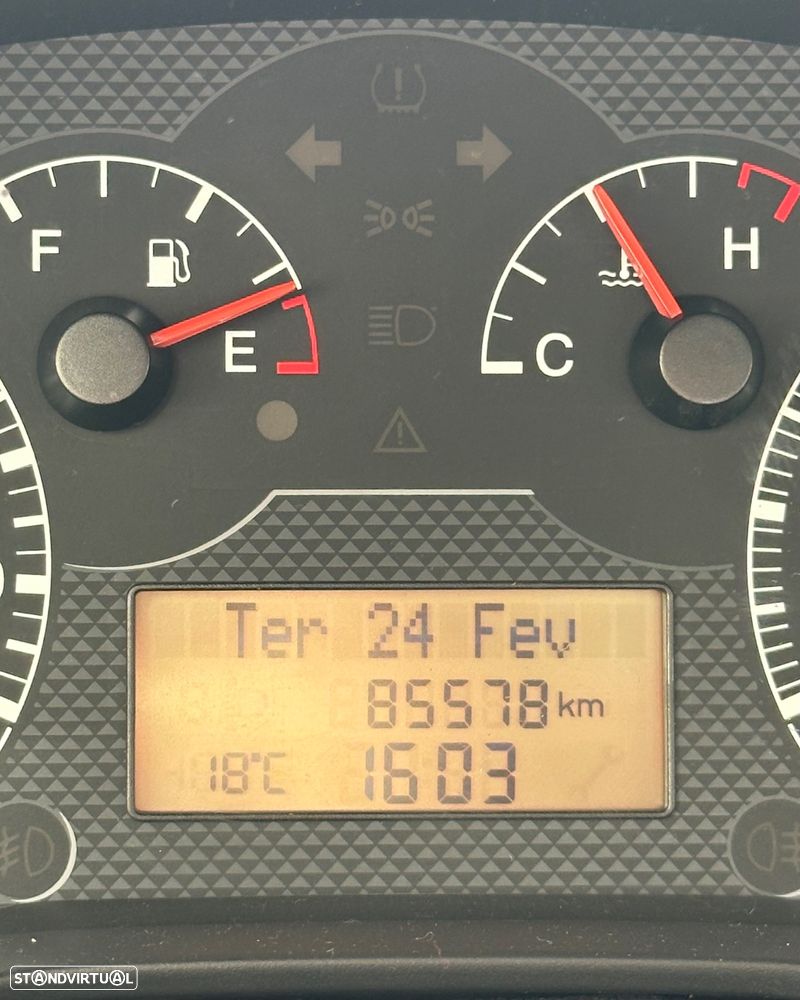 F
E
C
H
Ter 24 Fev
85578 km
18°C 1603
STANDVIRTUAL